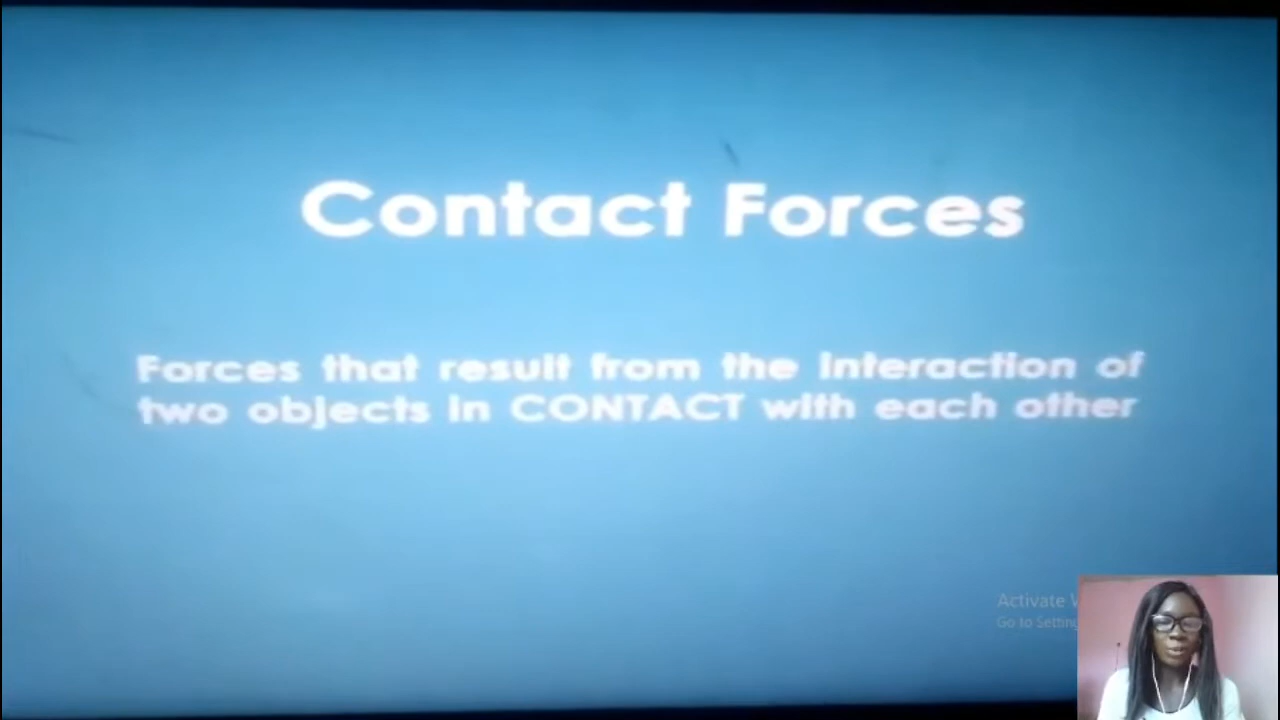 Contact Forces
Forces that result from the interaction of
two objects in CONTACT with each other
Activate
Go to Setting